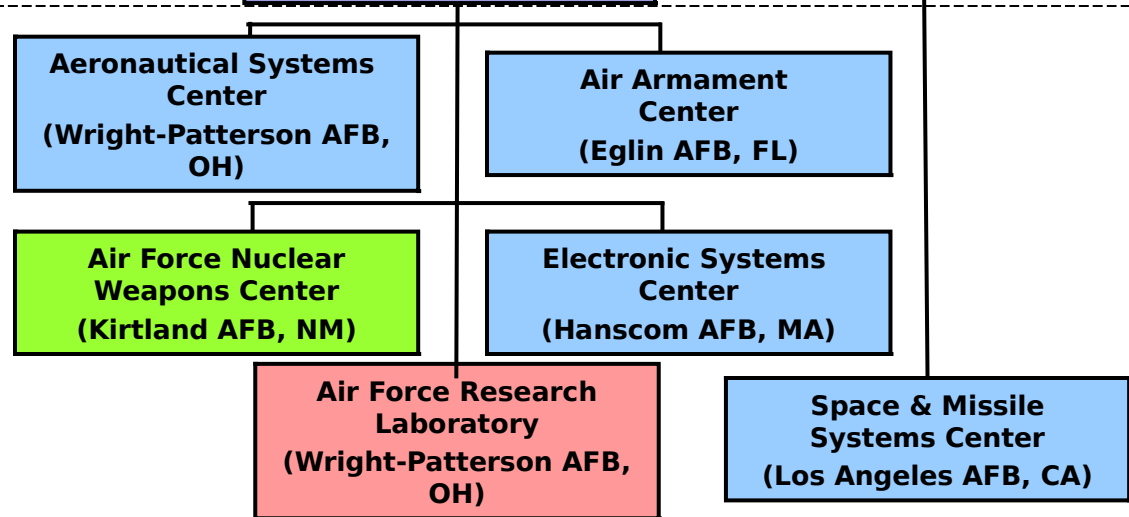 Aeronautical Systems
Center
(Wright-Patterson AFB,
OH)
Air Armament
Center
(Eglin AFB, FL)
Air Force Nuclear
Weapons Center
(Kirtland AFB, NM)
Electronic Systems
Center
(Hanscom AFB, MA)
Air Force Research
Laboratory
(Wright-Patterson AFB,
OH)
Space & Missile
Systems Center
(Los Angeles AFB, CA)